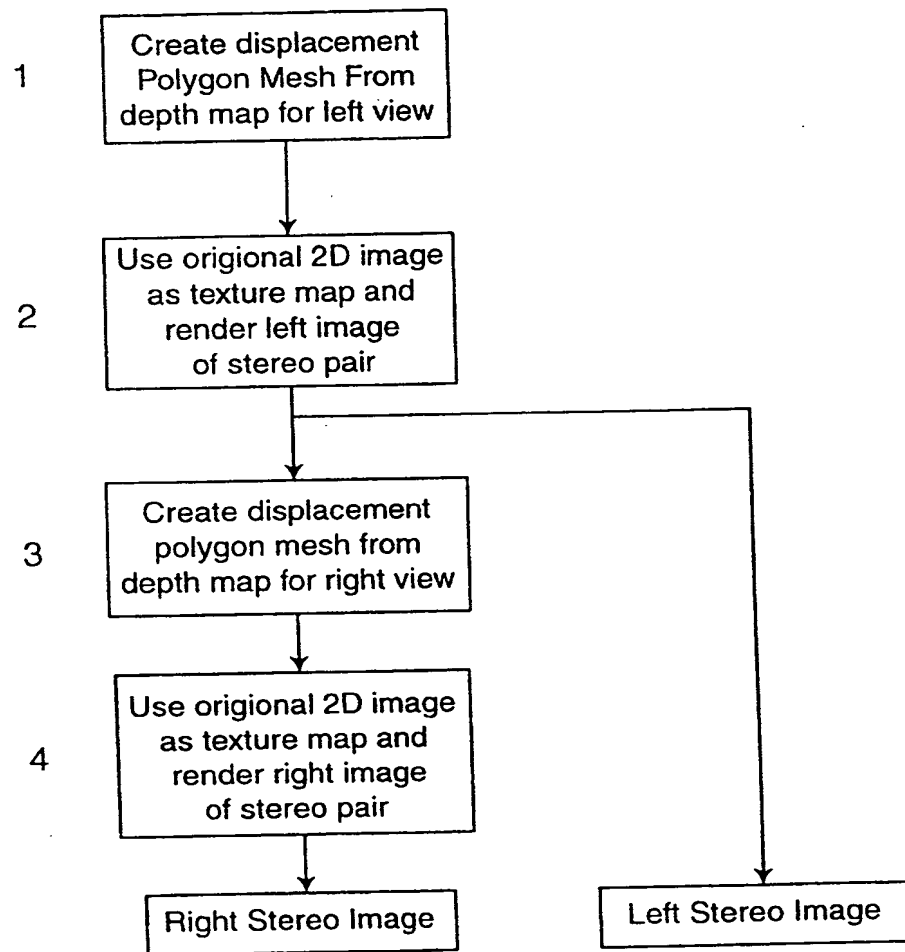 1
Create displacement
Polygon Mesh From
depth map for left view
2
Use origional 2D image
as texture map and
render left image
of stereo pair
3
Create displacement
polygon mesh from
depth map for right view
4
Use origional 2D image
as texture map and
render right image
of stereo pair
Right Stereo Image
Left Stereo Image